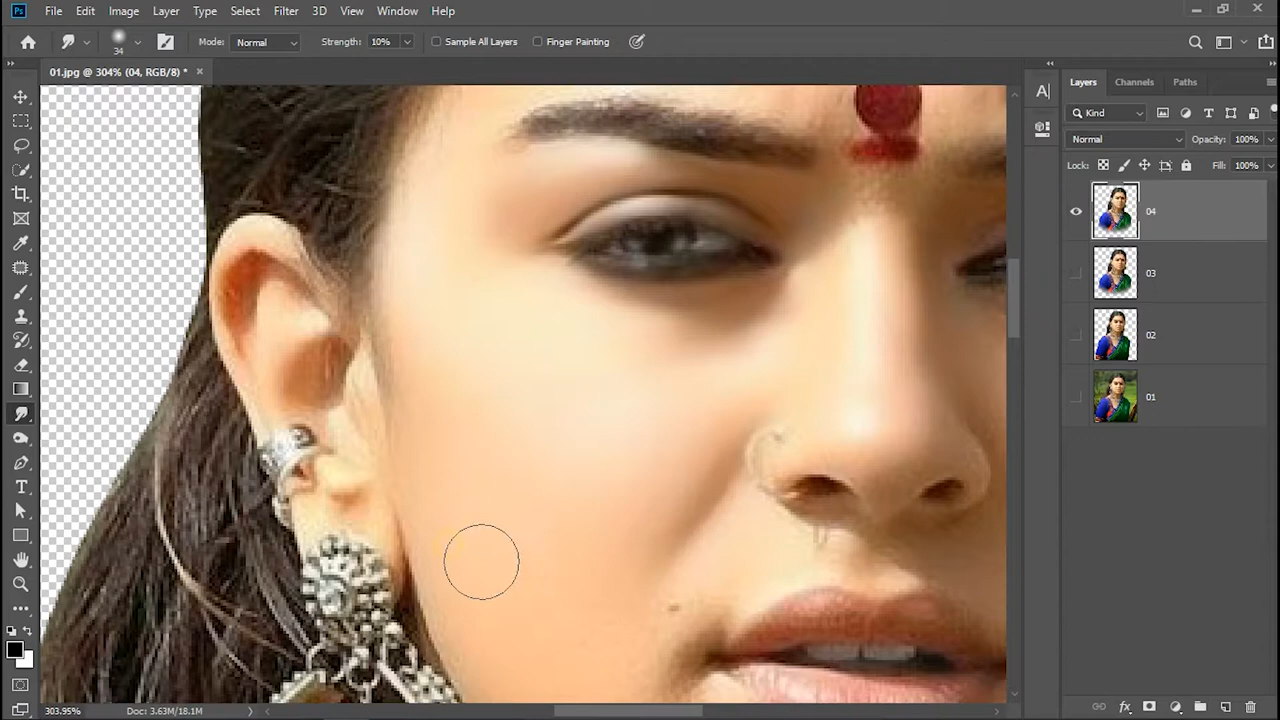 Ps File Edit Image Layer Type Select Filter 3D View Window Help
34 Mode: Normal Strength: 10% Sample All Layers Finger Painting
01.jpg @ 304% (04, RGB/8) *
Layers Channels Paths
Kind
Normal Opacity: 100%
Lock: Fill: 100%
04
03
02
01
303.95% Doc: 3.63M/18.1M